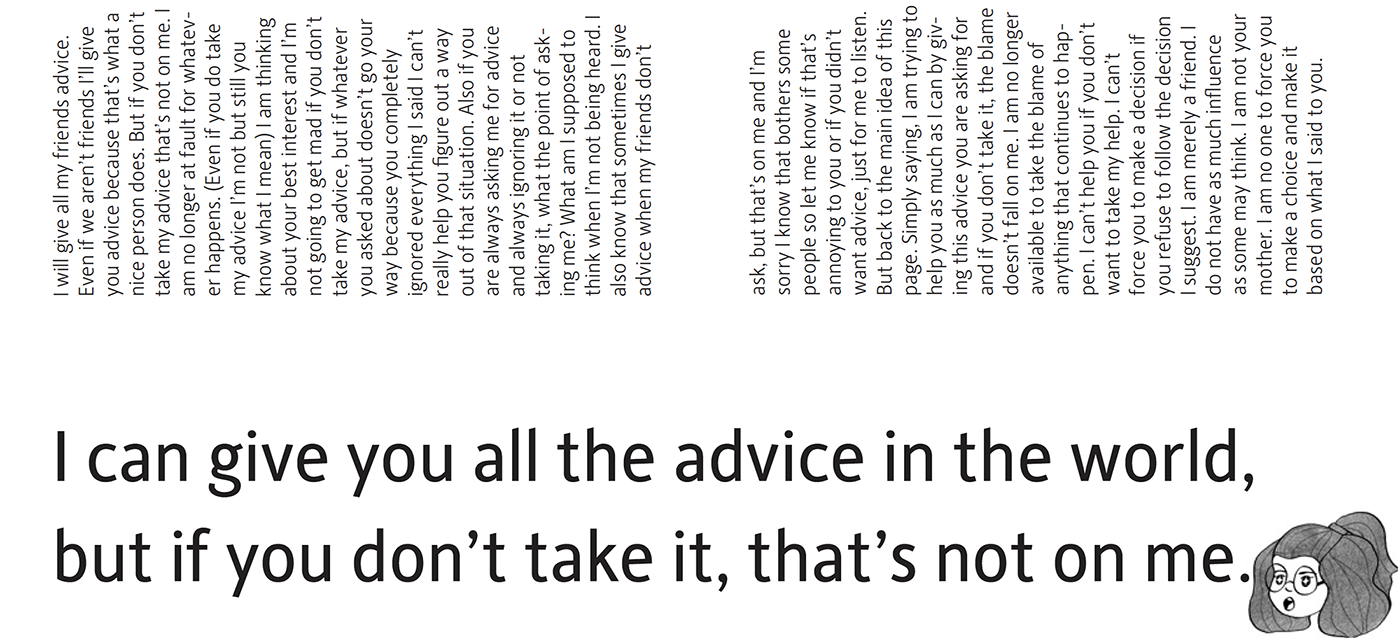 I will give all my friends advice.
Even if we aren't friends I'll give
you advice because that's what a
nice person does. But if you don't
take my advice that's not on me. I
am no longer at fault for whatev-
er happens. (Even if you do take
my advice I'm not but still you
know what I mean) I am thinking
about your best interest and I'm
not going to get mad if you don't
take my advice, but if whatever
you asked about doesn't go your
way because you completely
ignored everything I said I can't
really help you figure out a way
out of that situation. Also if you
are always asking me for advice
and always ignoring it or not
taking it, what the point of ask-
ing me? What am I supposed to
think when I'm not being heard. I
also know that sometimes I give
advice when my friends don't
ask, but that's on me and I'm
sorry I know that bothers some
people so let me know if that's
annoying to you or if you didn't
want advice, just for me to listen.
But back to the main idea of this
page. Simply saying, I am trying to
help you as much as I can by giv-
ing this advice you are asking for
and if you don't take it, the blame
doesn't fall on me. I am no longer
available to take the blame of
anything that continues to hap-
pen. I can't help you if you don't
want to take my help. I can't
force you to make a decision if
you refuse to follow the decision
I suggest. I am merely a friend. I
do not have as much influence
as some may think. I am not your
mother. I am no one to force you
to make a choice and make it
based on what I said to you.
I can give you all the advice in the world,
but if you don't take it, that's not on me.